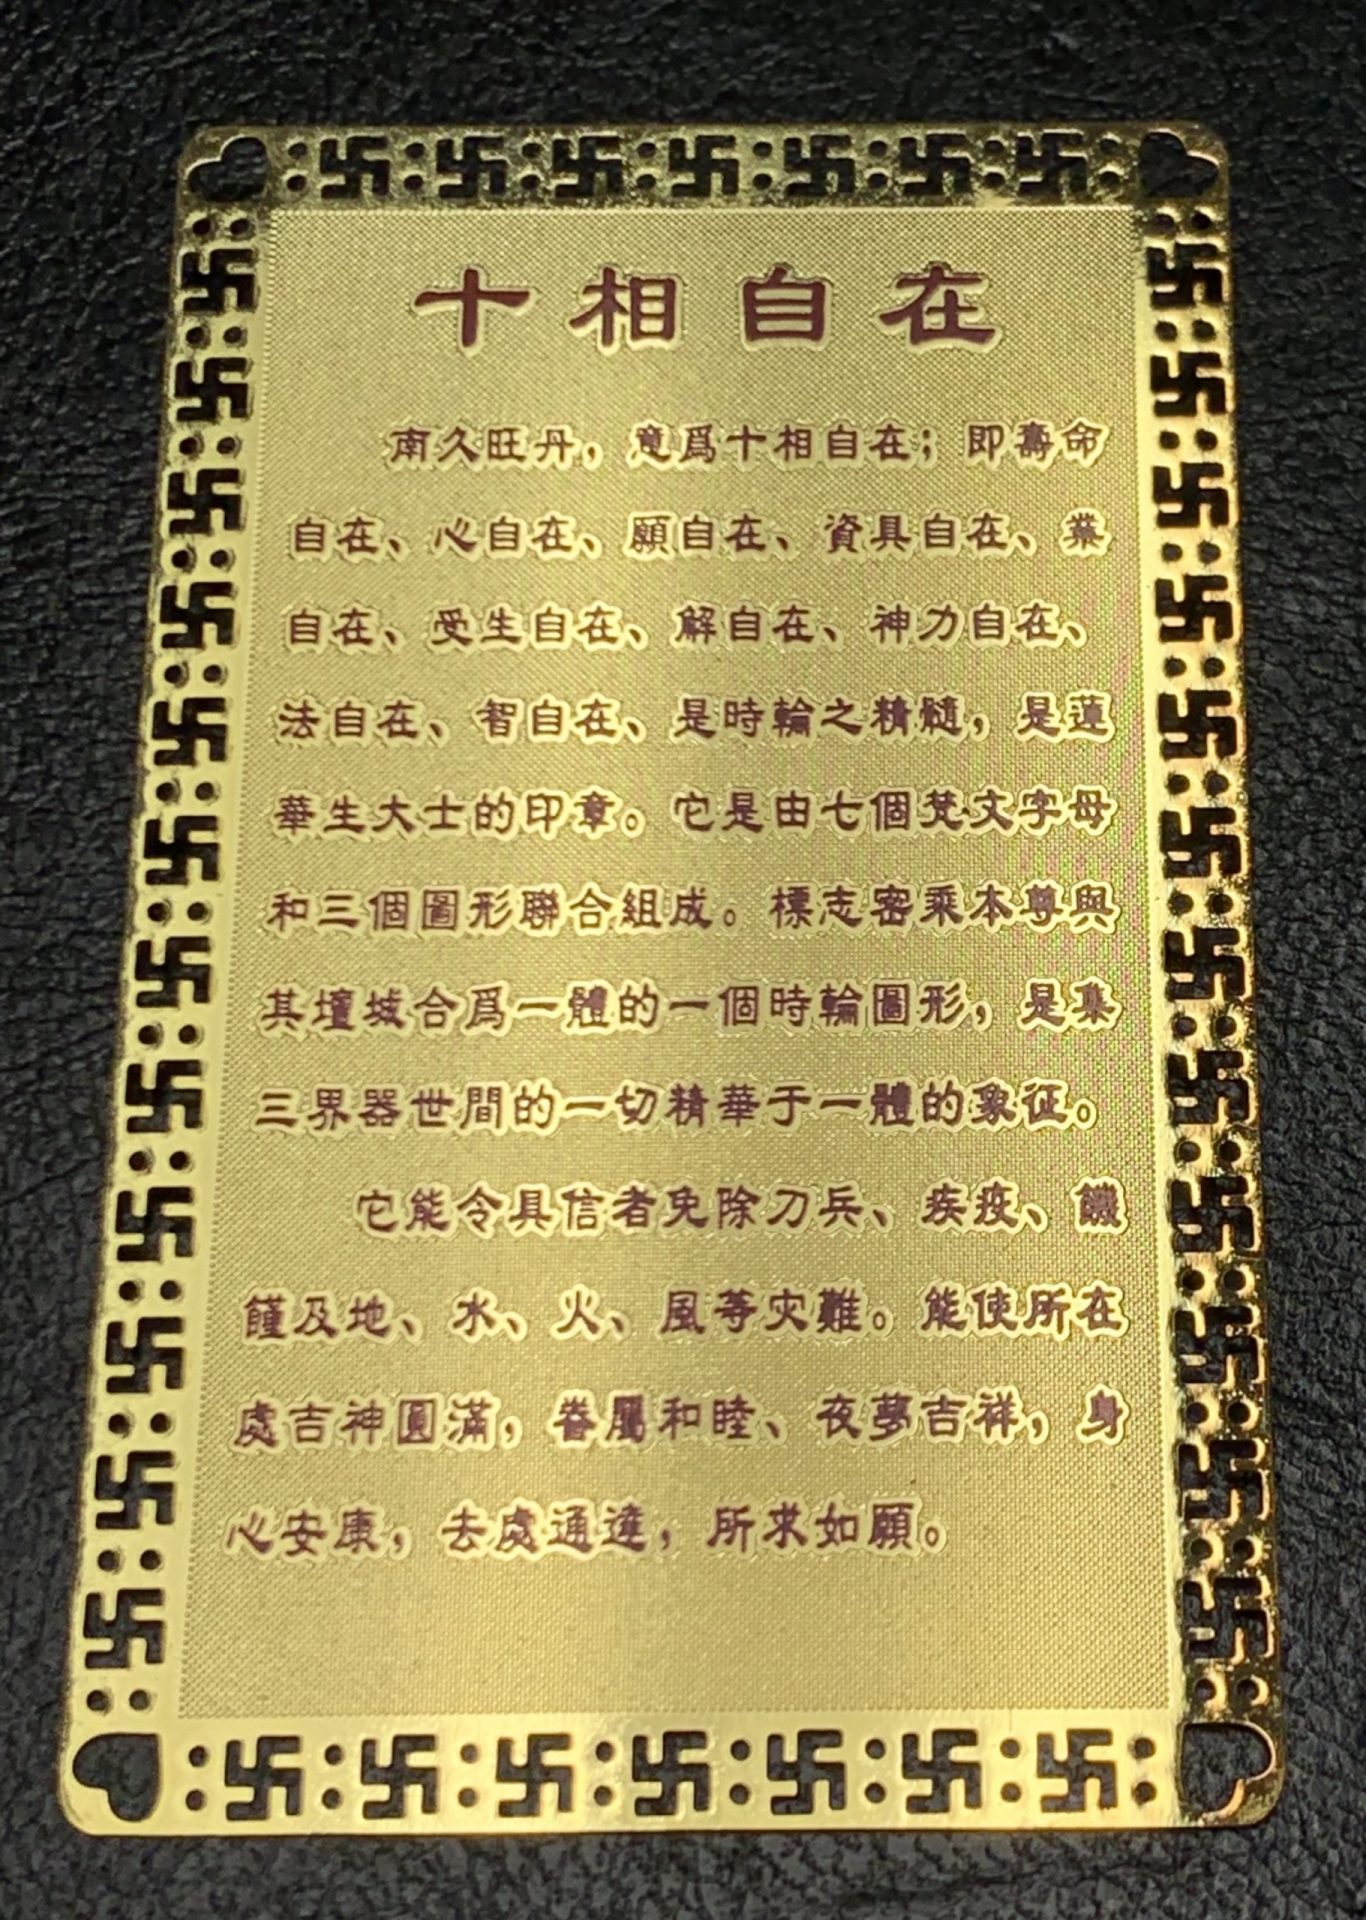 十相自在
南久旺丹，意爲十相自在；即壽命
自在、心自在、願自在、資具自在、業
自在、受生自在、解自在、神力自在、
法自在、智自在、是時輪之精髓，是蓮
華生大士的印章。它是由七個梵文字母
和三個圖形聯合組成。標志密乘本尊與
其壇城合爲一體的一個時輪圖形，是集
三界器世間的一切精華于一體的象征。
它能令具信者免除刀兵、疾疫、饑
饉及地、水、火、風等灾難。能使所在
處吉神圓滿，眷屬和睦、夜夢吉祥，身
心安康，去處通達，所求如願。